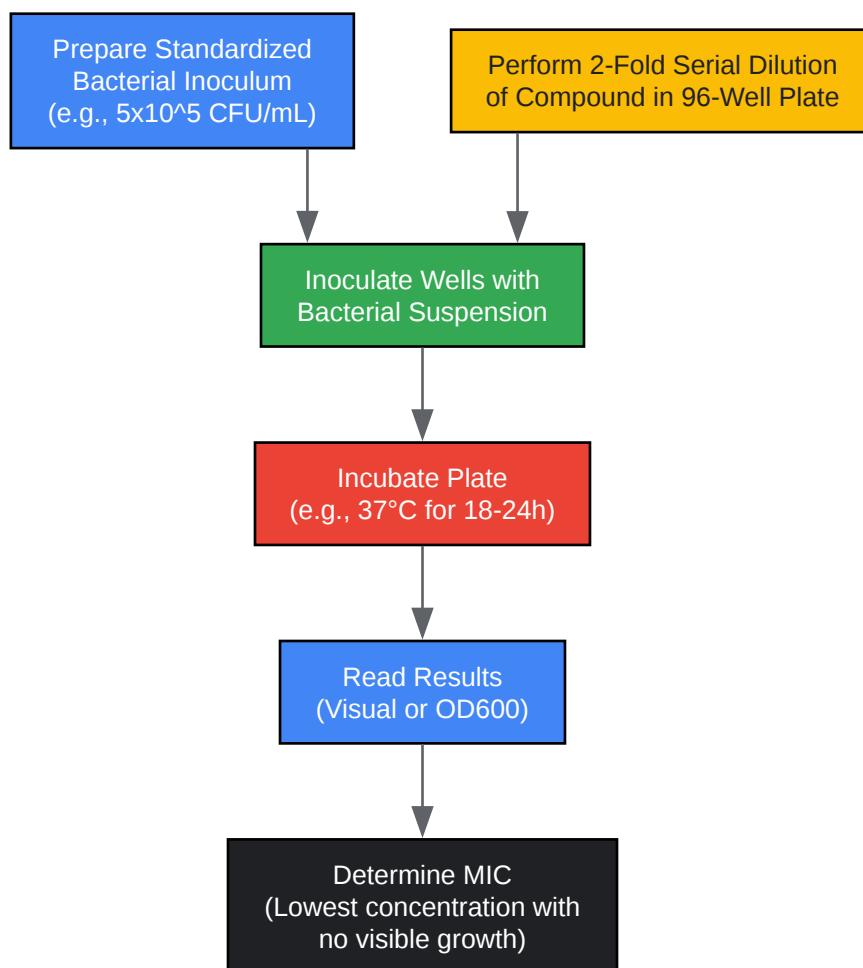 Prepare Standardized
Bacterial Inoculum
(e.g., 5x10^5 CFU/mL)
Perform 2-Fold Serial Dilution
of Compound in 96-Well Plate
Inoculate Wells with
Bacterial Suspension
Incubate Plate
(e.g., 37°C for 18-24h)
Read Results
(Visual or OD600)
Determine MIC
(Lowest concentration with
no visible growth)